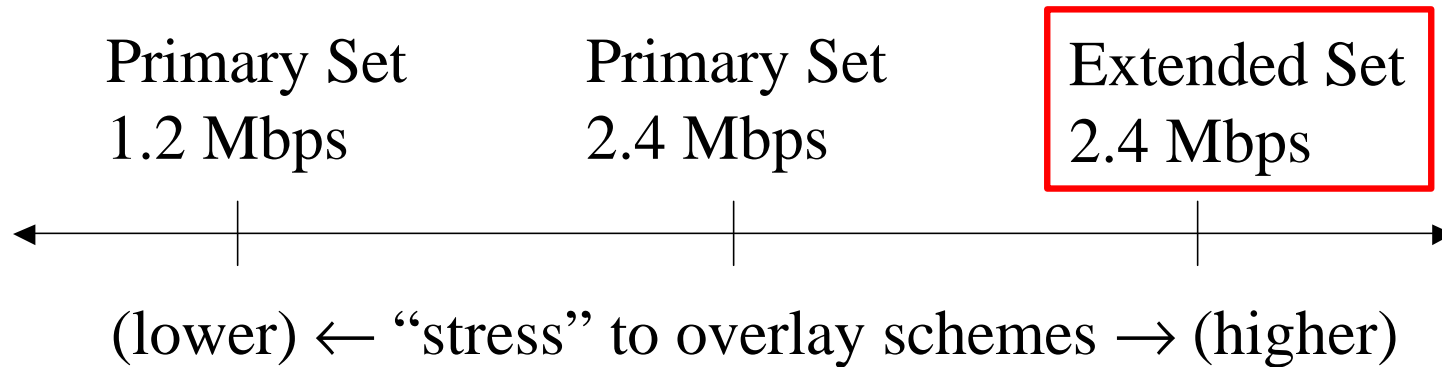 Primary Set
1.2 Mbps
Primary Set
2.4 Mbps
Extended Set
2.4 Mbps
(lower) ← “stress” to overlay schemes → (higher)